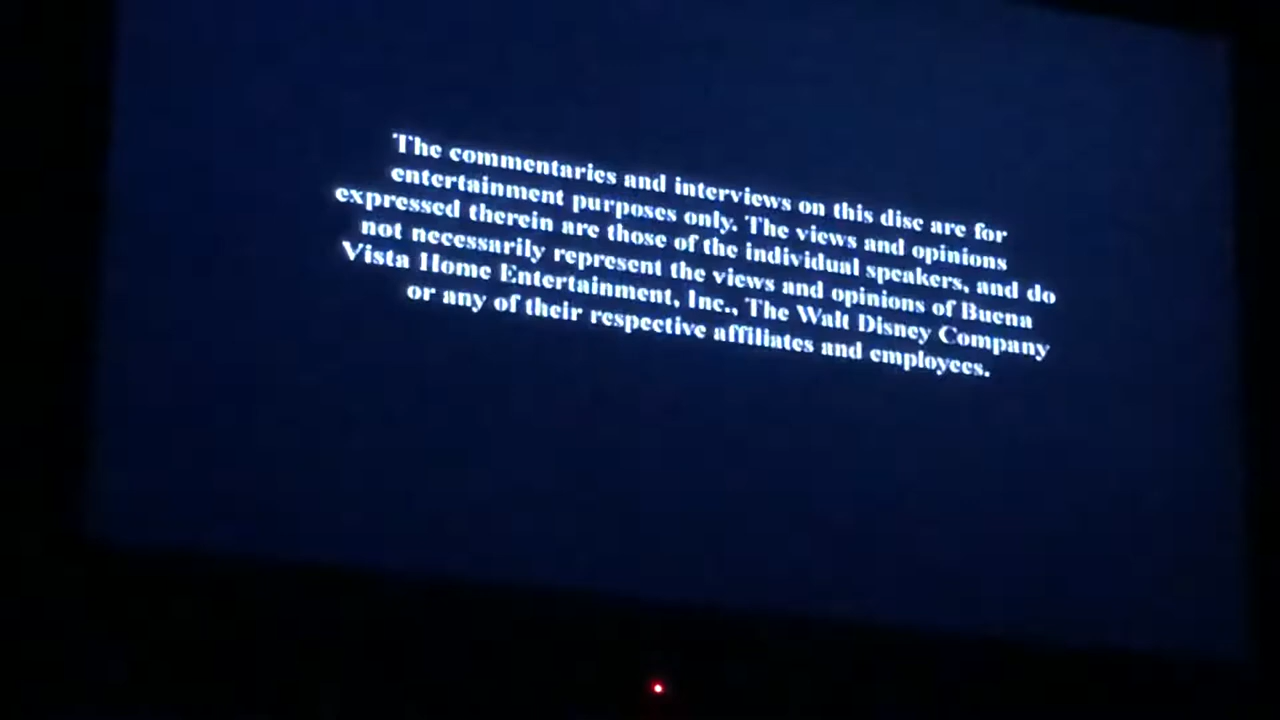 The commentaries and interviews on this disc are for
entertainment purposes only. The views and opinions
expressed therein are those of the individual speakers, and do
not necessarily represent the views and opinions of Buena
Vista Home Entertainment, Inc., The Walt Disney Company
or any of their respective affiliates and employees.